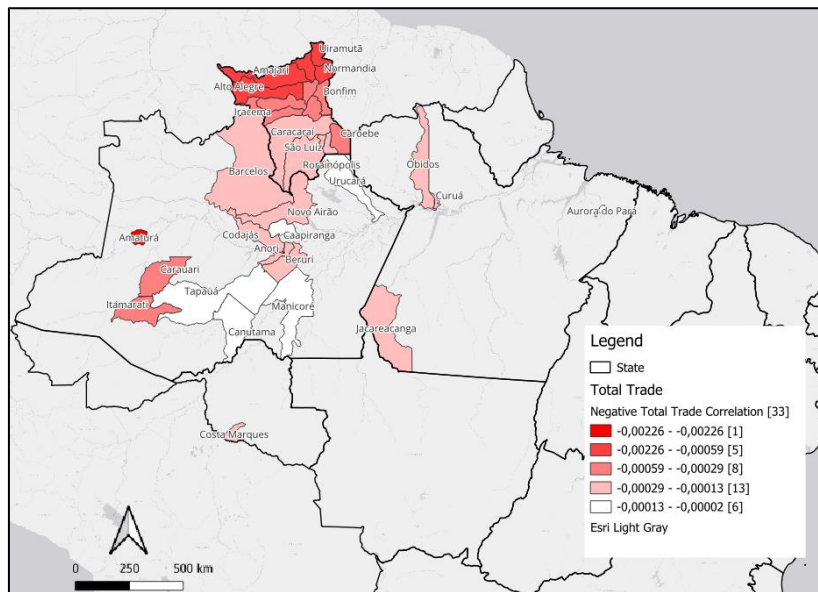 Uiramutã
Amajari
Normandia
Alto Alegre
Bonfim
Iracema
Caracaraí
Caroebe
São Luiz
Óbidos
Barcelos
Rorainópolis
Urucará
Curuá
Novo Airão
Aurora do Pará
Amaturá
Codajás
Caapiranga
Anori
Beruri
Carauari
Tapauá
Itamarati
Manicoré
Canutama
Jacareacanga
Costa Marques
Legend
State
Total Trade
Negative Total Trade Correlation [33]
-0,00226 - -0,00226 [1]
-0,00226 - -0,00059 [5]
-0,00059 - -0,00029 [8]
-0,00029 - -0,00013 [13]
-0,00013 - -0,00002 [6]
Esri Light Gray
0 250 500 km